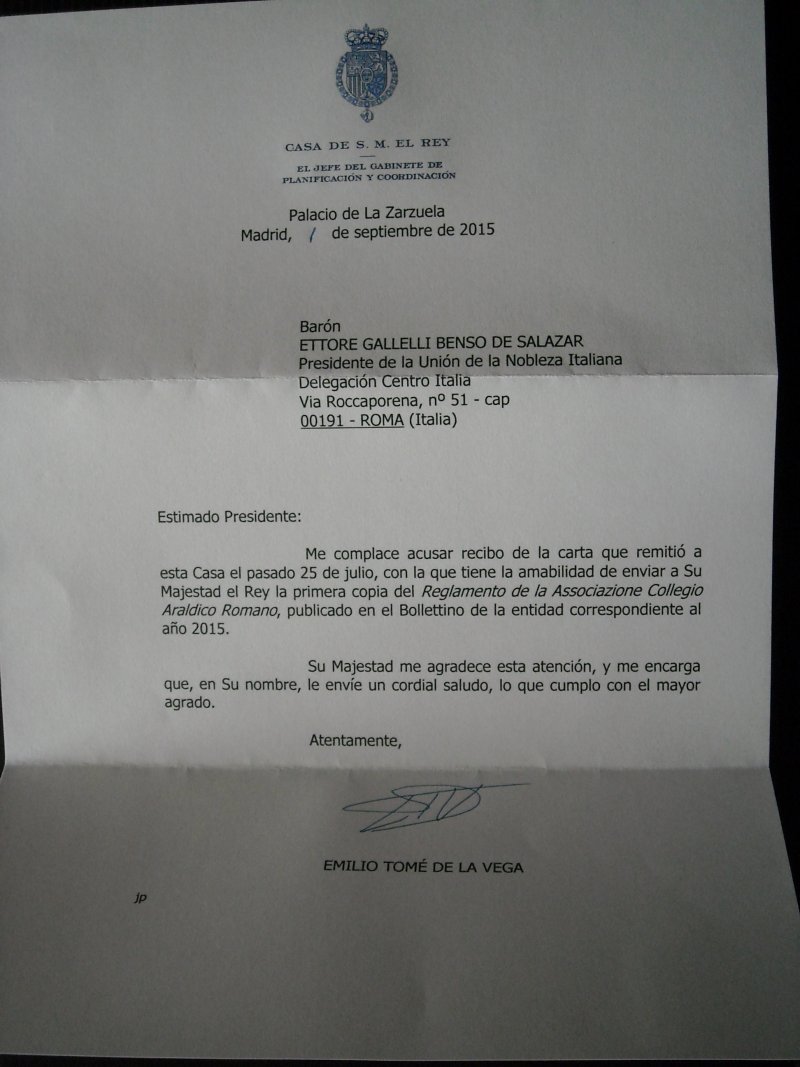 CASA DE S. M. EL REY
EL JEFE DEL GABINETE DE
PLANIFICACIÓN Y COORDINACIÓN
Palacio de La Zarzuela
Madrid, 1 de septiembre de 2015
Barón
ETTORE GALLELLI BENSO DE SALAZAR
Presidente de la Unión de la Nobleza Italiana
Delegación Centro Italia
Via Roccaporena, nº 51 - cap
00191 - ROMA (Italia)
Estimado Presidente:
Me complace acusar recibo de la carta que remitió a
esta Casa el pasado 25 de julio, con la que tiene la amabilidad de enviar a Su
Majestad el Rey la primera copia del Reglamento de la Associazione Collegio
Araldico Romano, publicado en el Bollettino de la entidad correspondiente al
año 2015.
Su Majestad me agradece esta atención, y me encarga
que, en Su nombre, le envíe un cordial saludo, lo que cumplo con el mayor
agrado.
Atentamente,
EMILIO TOMÉ DE LA VEGA
jp